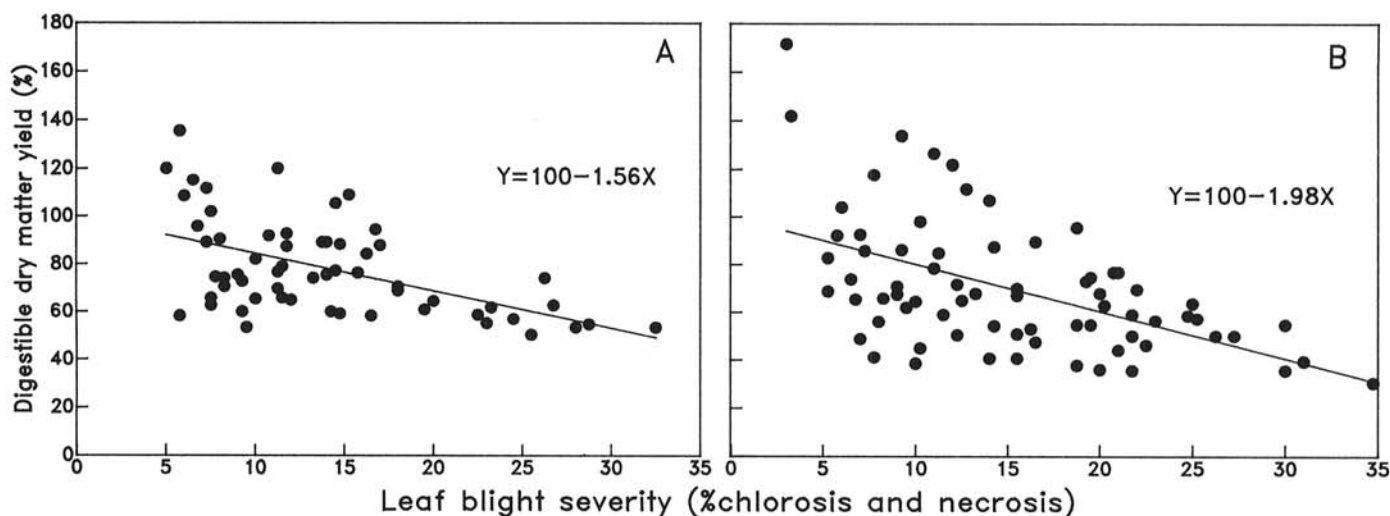 Digestible dry matter yield (%)
180
160
140
120
100
80
60
40
20
0
A
Y=100−1.56X
0 5 10 15 20 25 30 35
B
Y=100−1.98X
0 5 10 15 20 25 30 35
Leaf blight severity (%chlorosis and necrosis)